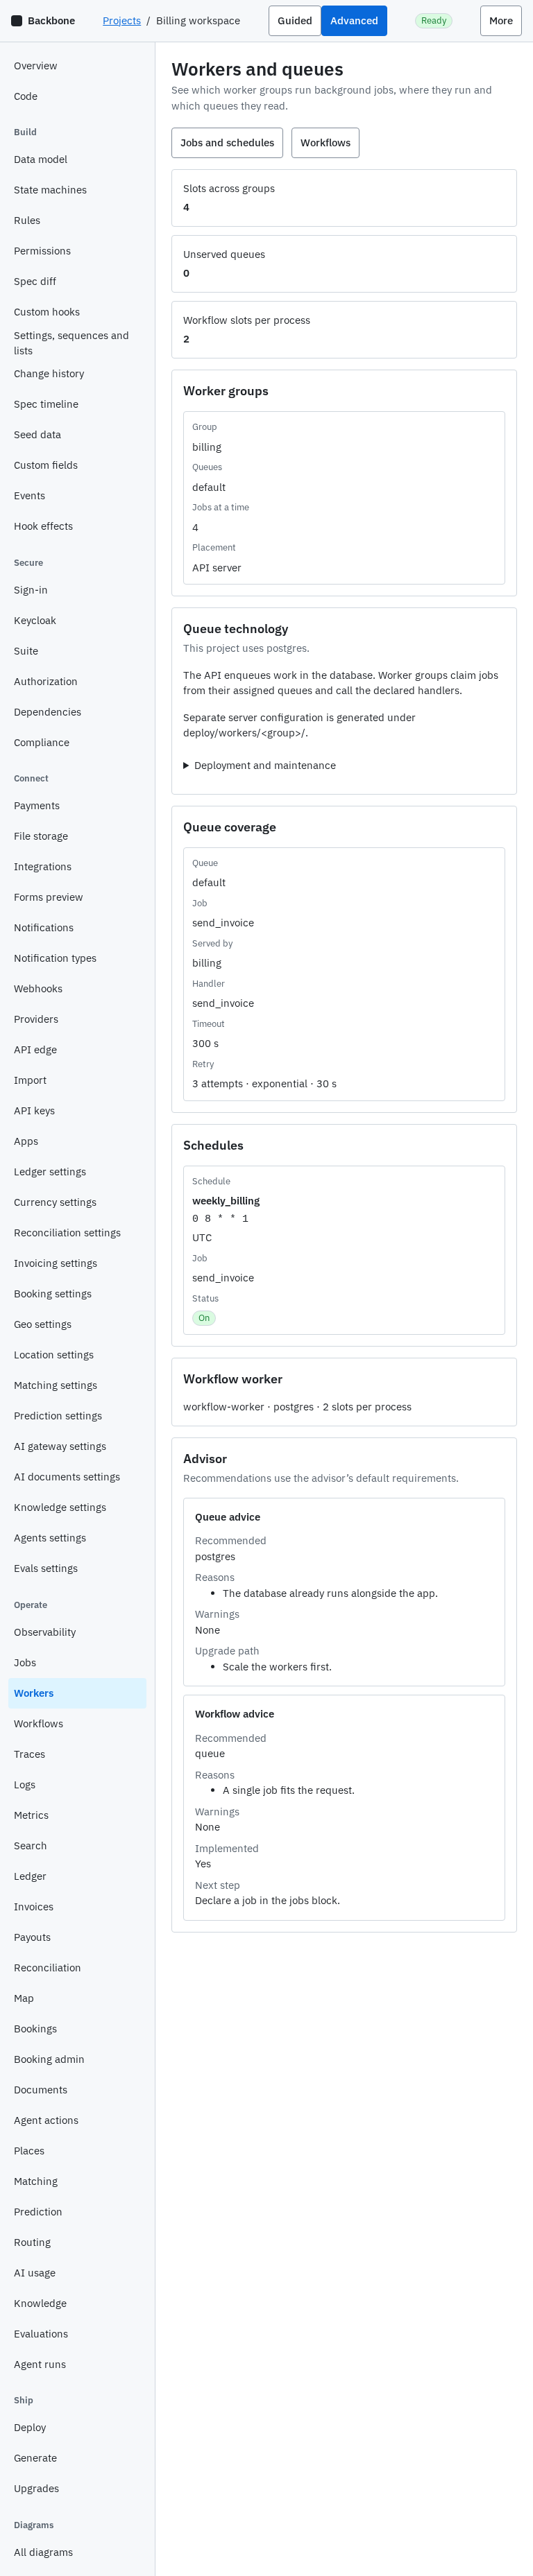 Backbone
Projects / Billing workspace
Guided
Advanced
Ready
More
Overview
Code
Build
Data model
State machines
Rules
Permissions
Spec diff
Custom hooks
Settings, sequences and
lists
Change history
Spec timeline
Seed data
Custom fields
Events
Hook effects
Secure
Sign-in
Keycloak
Suite
Authorization
Dependencies
Compliance
Connect
Payments
File storage
Integrations
Forms preview
Notifications
Notification types
Webhooks
Providers
API edge
Import
API keys
Apps
Ledger settings
Currency settings
Reconciliation settings
Invoicing settings
Booking settings
Geo settings
Location settings
Matching settings
Prediction settings
AI gateway settings
AI documents settings
Knowledge settings
Agents settings
Evals settings
Operate
Observability
Jobs
Workers
Workflows
Traces
Logs
Metrics
Search
Ledger
Invoices
Payouts
Reconciliation
Map
Bookings
Booking admin
Documents
Agent actions
Places
Matching
Prediction
Routing
AI usage
Knowledge
Evaluations
Agent runs
Ship
Deploy
Generate
Upgrades
Diagrams
All diagrams
Workers and queues
See which worker groups run background jobs, where they run and
which queues they read.
Jobs and schedules
Workflows
Slots across groups
4
Unserved queues
0
Workflow slots per process
2
Worker groups
Group
billing
Queues
default
Jobs at a time
4
Placement
API server
Queue technology
This project uses postgres.
The API enqueues work in the database. Worker groups claim jobs
from their assigned queues and call the declared handlers.
Separate server configuration is generated under
deploy/workers/<group>/.
Deployment and maintenance
Queue coverage
Queue
default
Job
send_invoice
Served by
billing
Handler
send_invoice
Timeout
300 s
Retry
3 attempts · exponential · 30 s
Schedules
Schedule
weekly_billing
0 8 * * 1
UTC
Job
send_invoice
Status
On
Workflow worker
workflow-worker · postgres · 2 slots per process
Advisor
Recommendations use the advisor’s default requirements.
Queue advice
Recommended
postgres
Reasons
• The database already runs alongside the app.
Warnings
None
Upgrade path
• Scale the workers first.
Workflow advice
Recommended
queue
Reasons
• A single job fits the request.
Warnings
None
Implemented
Yes
Next step
Declare a job in the jobs block.